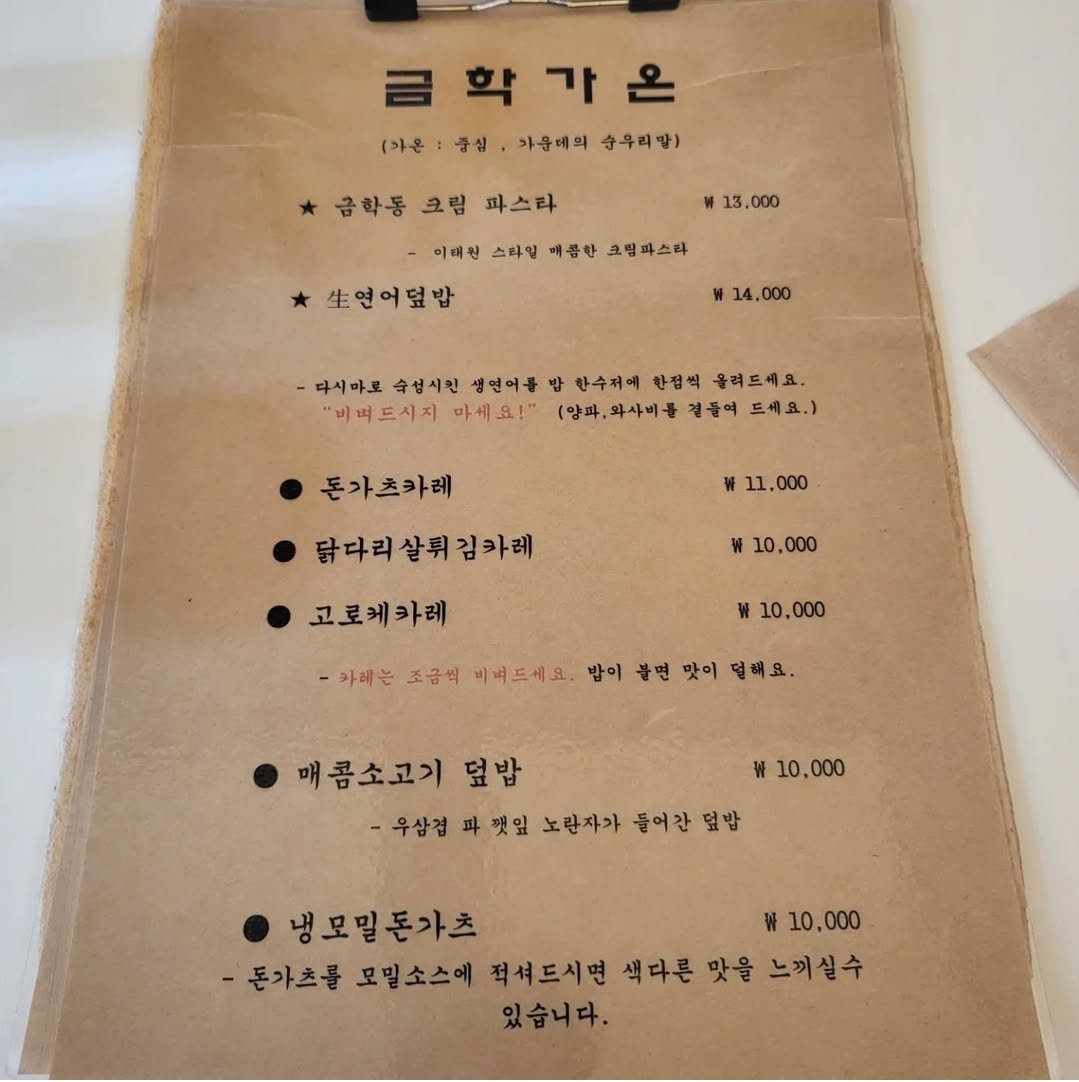 금학가온
(가온 : 중심 , 가운데의 순우리말)
★ 금학동 크림 파스타 ₩ 13,000
- 이태원 스타일 매콤한 크림파스타
★ 生연어덮밥 ₩ 14,000
- 다시마로 숙성시킨 생연어를 밥 한수저에 한점씩 올려드세요.
"비벼드시지 마세요!" (양파,와사비를 곁들여 드세요.)
● 돈가츠카레 ₩ 11,000
● 닭다리살튀김카레 ₩ 10,000
● 고로케카레 ₩ 10,000
- 카레는 조금씩 비벼드세요. 밥이 불면 맛이 덜해요.
● 매콤소고기 덮밥 ₩ 10,000
- 우삼겹 파 깻잎 노란자가 들어간 덮밥
● 냉모밀돈가츠 ₩ 10,000
- 돈가츠를 모밀소스에 적셔드시면 색다른 맛을 느끼실수
있습니다.